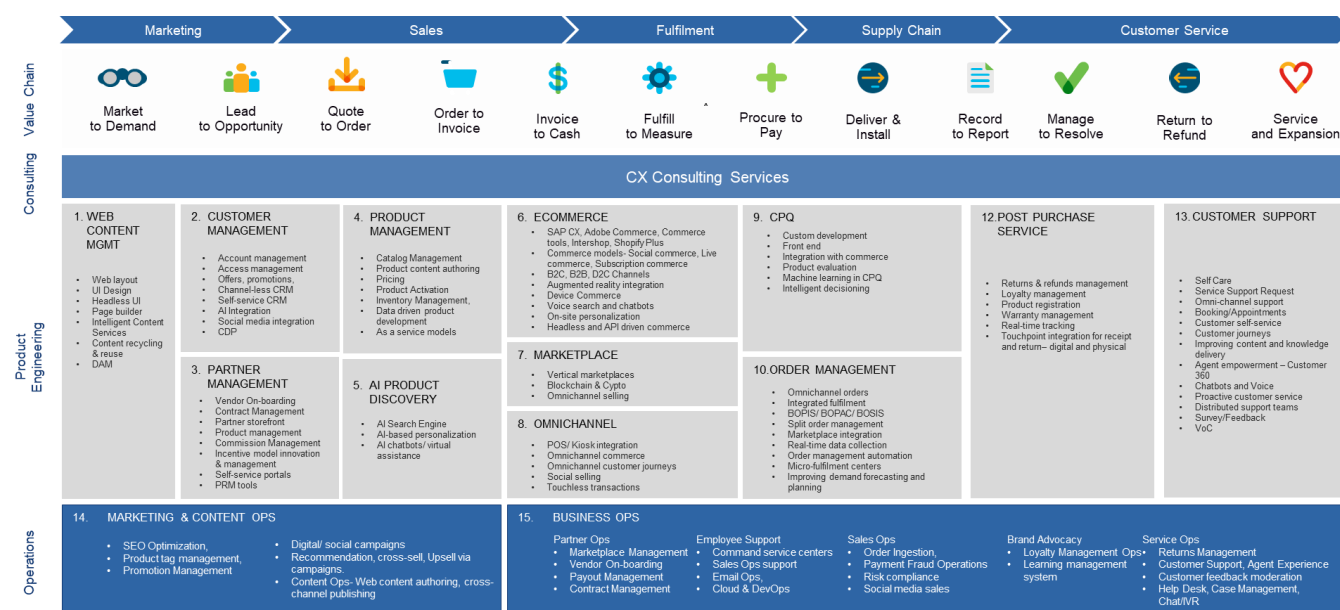 Marketing
Sales
Fulfilment
Supply Chain
Customer Service
Value Chain
Market
to Demand
Lead
to Opportunity
Quote
to Order
Order to
Invoice
Invoice
to Cash
Fulfill
to Measure
Procure to
Pay
Deliver &
Install
Record
to Report
Manage
to Resolve
Return to
Refund
Service
and Expansion
Consulting
CX Consulting Services
Product
Engineering
1. WEB
CONTENT
MGMT
• Web layout
• UI Design
• Headless UI
• Page builder
• Intelligent Content
Services
• Content recycling
& reuse
• DAM
2. CUSTOMER
MANAGEMENT
• Account management
• Access management
• Offers, promotions,
• Channel-less CRM
• Self-service CRM
• AI Integration
• Social media integration
• CDP
3. PARTNER
MANAGEMENT
• Vendor On-boarding
• Contract Management
• Partner storefront
• Product management
• Commission Management
• Incentive model innovation
& management
• Self-service portals
• PRM tools
4. PRODUCT
MANAGEMENT
• Catalog Management
• Product content authoring
• Pricing
• Product Activation
• Inventory Management,
• Data driven product
development
• As a service models
5. AI PRODUCT
DISCOVERY
• AI Search Engine
• AI-based personalization
• AI chatbots/ virtual
assistance
6. ECOMMERCE
• SAP CX, Adobe Commerce, Commerce
tools, Intershop, Shopify Plus
• Commerce models- Social commerce, Live
commerce, Subscription commerce
• B2C, B2B, D2C Channels
• Augmented reality integration
• Device Commerce
• Voice search and chatbots
• On-site personalization
• Headless and API driven commerce
7. MARKETPLACE
• Vertical marketplaces
• Blockchain & Cypto
• Omnichannel selling
8. OMNICHANNEL
• POS/ Kiosk integration
• Omnichannel commerce
• Omnichannel customer journeys
• Social selling
• Touchless transactions
9. CPQ
• Custom development
• Front end
• Integration with commerce
• Product evaluation
• Machine learning in CPQ
• Intelligent decisioning
10.ORDER MANAGEMENT
• Omnichannel orders
• Integrated fulfilment
• BOPIS/ BOPAC/ BOSIS
• Split order management
• Marketplace integration
• Real-time data collection
• Order management automation
• Micro-fulfilment centers
• Improving demand forecasting and
planning
12.POST PURCHASE
SERVICE
• Returns & refunds management
• Loyalty management
• Product registration
• Warranty management
• Real-time tracking
• Touchpoint integration for receipt
and return– digital and physical
13.CUSTOMER SUPPORT
• Self Care
• Service Support Request
• Omni-channel support
• Booking/Appointments
• Customer self-service
• Customer journeys
• Improving content and knowledge
delivery
• Agent empowerment – Customer
360
• Chatbots and Voice
• Proactive customer service
• Distributed support teams
• Survey/Feedback
• VoC
Operations
14. MARKETING & CONTENT OPS
• SEO Optimization,
• Product tag management,
• Promotion Management
• Digital/ social campaigns
• Recommendation, cross-sell, Upsell via
campaigns.
• Content Ops- Web content authoring, cross-
channel publishing
15. BUSINESS OPS
Partner Ops
• Marketplace Management
• Vendor On-boarding
• Payout Management
• Contract Management
Employee Support
• Command service centers
• Sales Ops support
• Email Ops,
• Cloud & DevOps
Sales Ops
• Order Ingestion,
• Payment Fraud Operations
• Risk compliance
• Social media sales
Brand Advocacy
• Loyalty Management Ops
• Learning management
system
Service Ops
• Returns Management
• Customer Support, Agent Experience
• Customer feedback moderation
• Help Desk, Case Management,
Chat/IVR